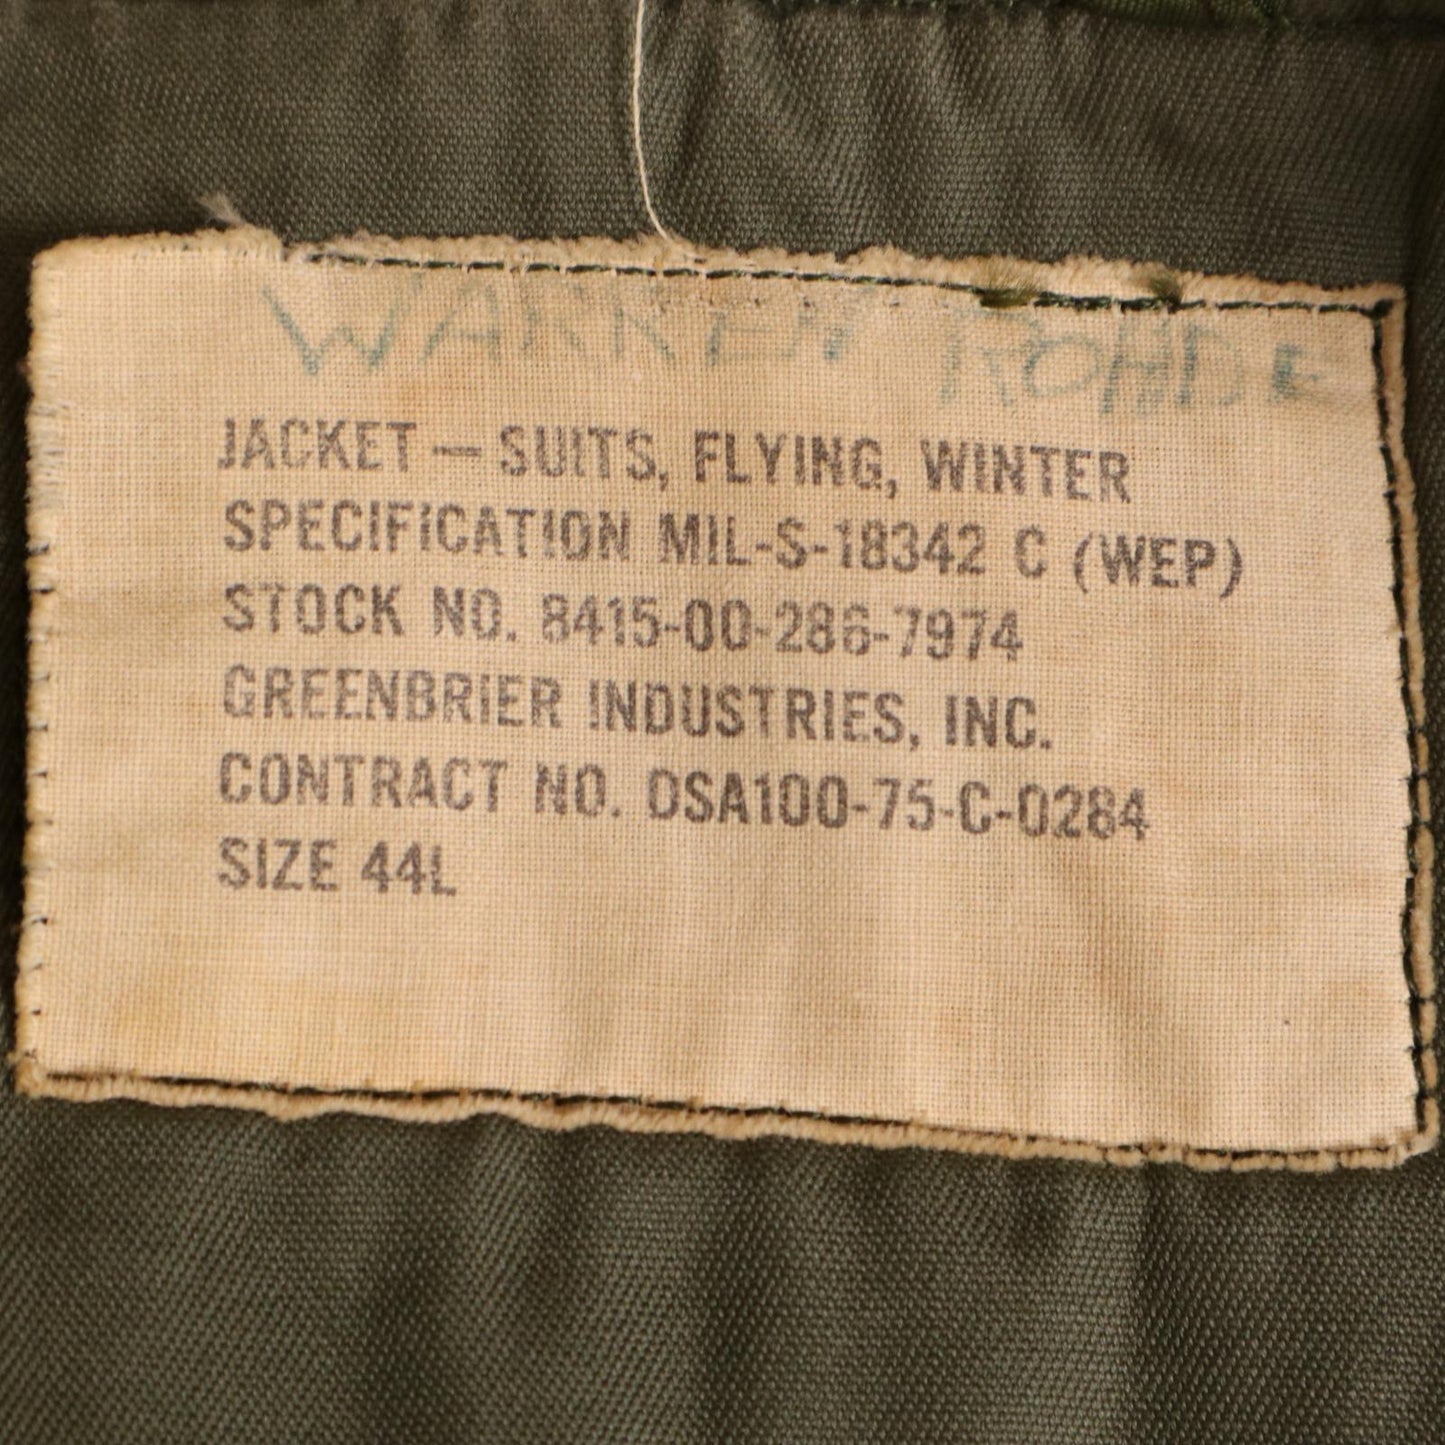 WARREN ROHDE
JACKET — SUITS, FLYING, WINTER
SPECIFICATION MIL-S-18342 C (WEP)
STOCK NO. 8415-00-286-7974
GREENBRIER INDUSTRIES, INC.
CONTRACT NO. DSA100-75-C-0284
SIZE 44L